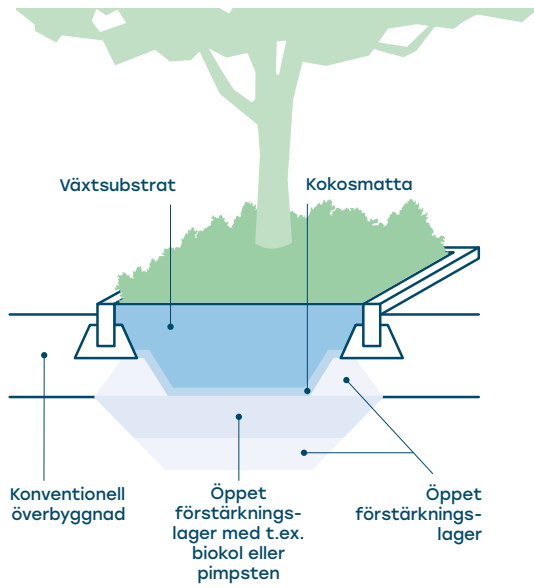 Växtsubstrat
Kokosmatta
Konventionell
överbyggnad
Öppet
förstärknings-
lager med t.ex.
biokol eller
pimpsten
Öppet
förstärknings-
lager